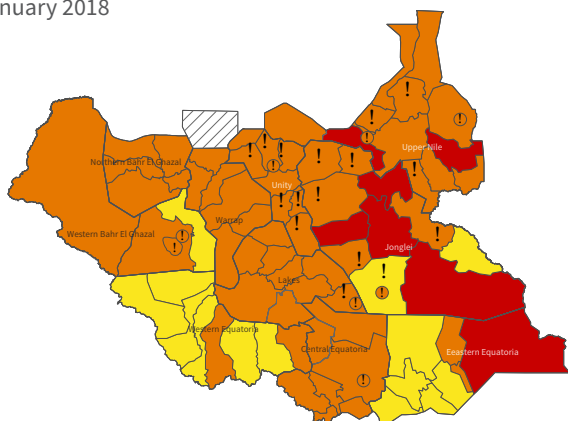 nuary 2018
!
!
!
!
Upper Nile
!
!
!
!
!
!
Northern Bahr El Ghazal
!
!
!
Unity
!
!
!
!
Warrap
!
Western Bahr El Ghazal
!
!
!
Jonglei
!
!
Lakes
!
!
!
Western Equatoria
Central Equatoria
Eeastern Equatoria
!